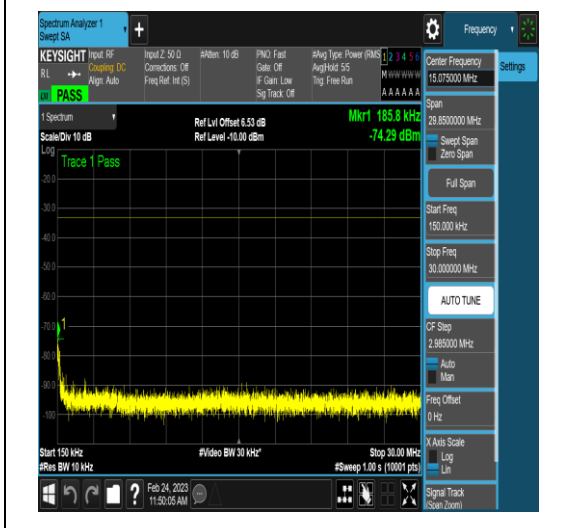 Spectrum Analyzer 1
Swept SA
+
Frequency
KEYSIGHT
RL
PASS
Input: RF
Coupling: DC
Align: Auto
Input Z: 50 Ω
Corrections: Off
Freq Ref: Int (S)
#Atten: 10 dB
PNO: Fast
Gate: Off
IF Gain: Low
Sig Track: Off
#Avg Type: Power (RMS
Avg|Hold: 5/5
Trig: Free Run
1 2 3 4 5 6
M W W W W W
A A A A A A
Center Frequency
15.075000 MHz
Settings
1 Spectrum
Scale/Div 10 dB
Ref Lvl Offset 6.53 dB
Ref Level -10.00 dBm
Mkr1 185.8 kHz
-74.29 dBm
Log
Trace 1 Pass
-20.0
-30.0
-40.0
-50.0
-60.0
-70.0
-80.0
-90.0
-100
1
Start 150 kHz
#Res BW 10 kHz
#Video BW 30 kHz*
Stop 30.00 MHz
#Sweep 1.00 s (10001 pts)
Span
29.8500000 MHz
Swept Span
Zero Span
Full Span
Start Freq
150.000 kHz
Stop Freq
30.000000 MHz
AUTO TUNE
CF Step
2.985000 MHz
Auto
Man
Freq Offset
0 Hz
X Axis Scale
Log
Lin
Signal Track
(Span Zoom)
?
Feb 24, 2023
11:50:05 AM